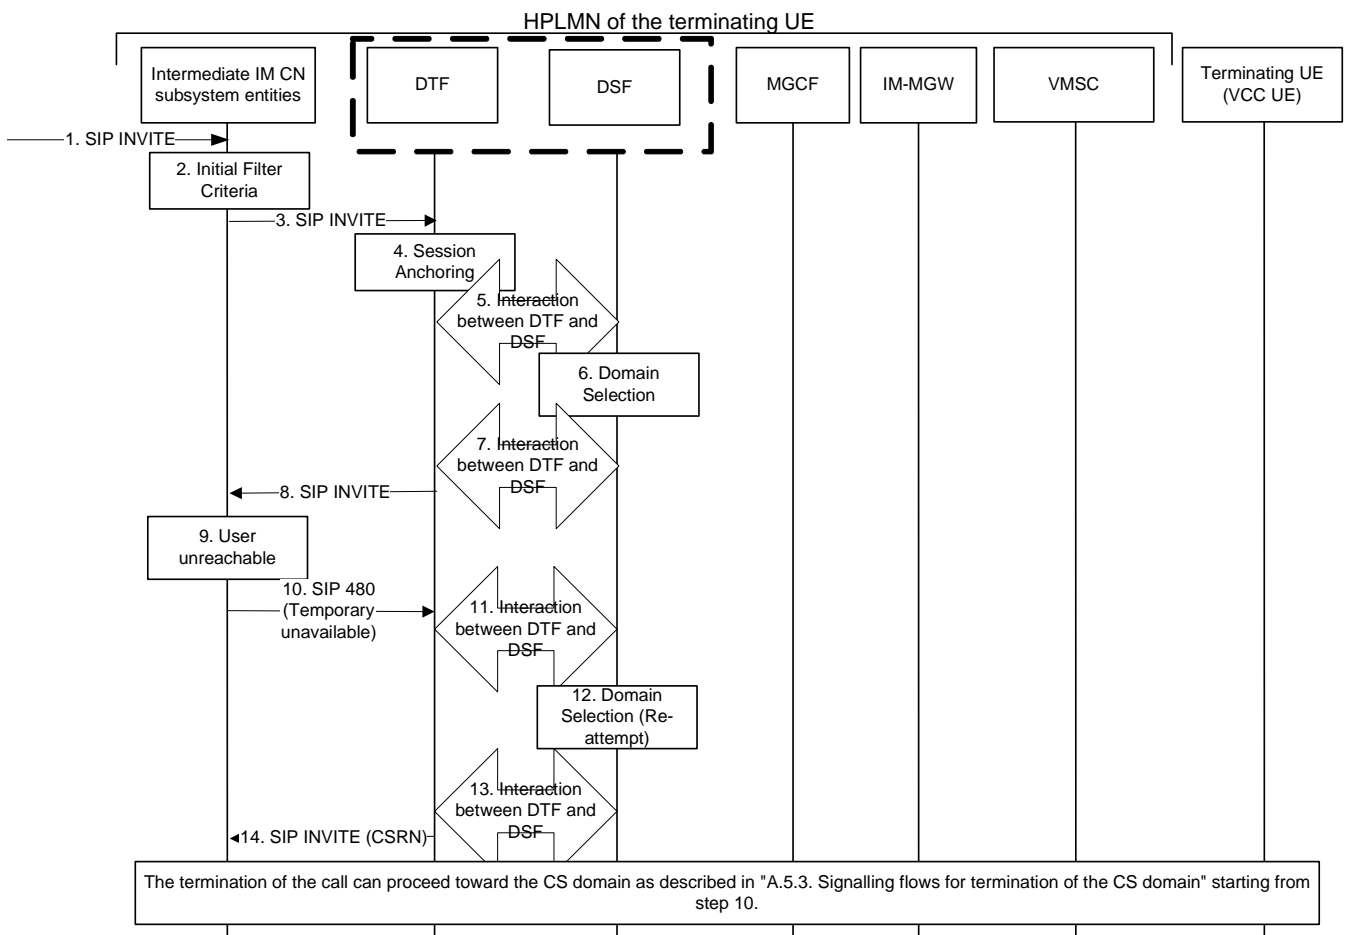 HPLMN of the terminating UE
Intermediate IM CN
subsystem entities
DTF
DSF
MGCF
IM-MGW
VMSC
Terminating UE
(VCC UE)
1. SIP INVITE
2. Initial Filter
Criteria
3. SIP INVITE
4. Session
Anchoring
5. Interaction
between DTF and
DSF
6. Domain
Selection
7. Interaction
between DTF and
DSF
8. SIP INVITE
9. User
unreachable
10. SIP 480
(Temporary
unavailable)
11. Interaction
between DTF and
DSF
12. Domain
Selection (Re-
attempt)
13. Interaction
between DTF and
DSF
14. SIP INVITE (CSRN)
The termination of the call can proceed toward the CS domain as described in "A.5.3. Signalling flows for termination of the CS domain" starting from
step 10.